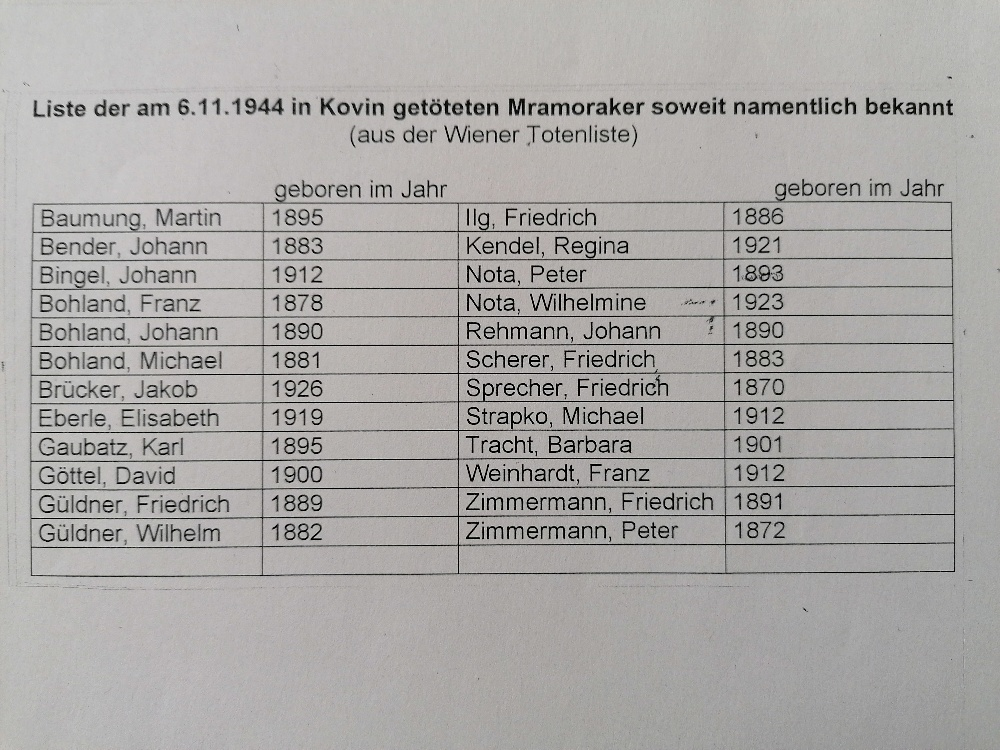 Liste der am 6.11.1944 in Kovin getöteten Mramoraker soweit namentlich bekannt
(aus der Wiener Totenliste)
geboren im Jahr geboren im Jahr
Baumung, Martin 1895 Ilg, Friedrich 1886
Bender, Johann 1883 Kendel, Regina 1921
Bingel, Johann 1912 Nota, Peter 1893
Bohland, Franz 1878 Nota, Wilhelmine 1923
Bohland, Johann 1890 Rehmann, Johann 1890
Bohland, Michael 1881 Scherer, Friedrich 1883
Brücker, Jakob 1926 Sprecher, Friedrich 1870
Eberle, Elisabeth 1919 Strapko, Michael 1912
Gaubatz, Karl 1895 Tracht, Barbara 1901
Göttel, David 1900 Weinhardt, Franz 1912
Güldner, Friedrich 1889 Zimmermann, Friedrich 1891
Güldner, Wilhelm 1882 Zimmermann, Peter 1872